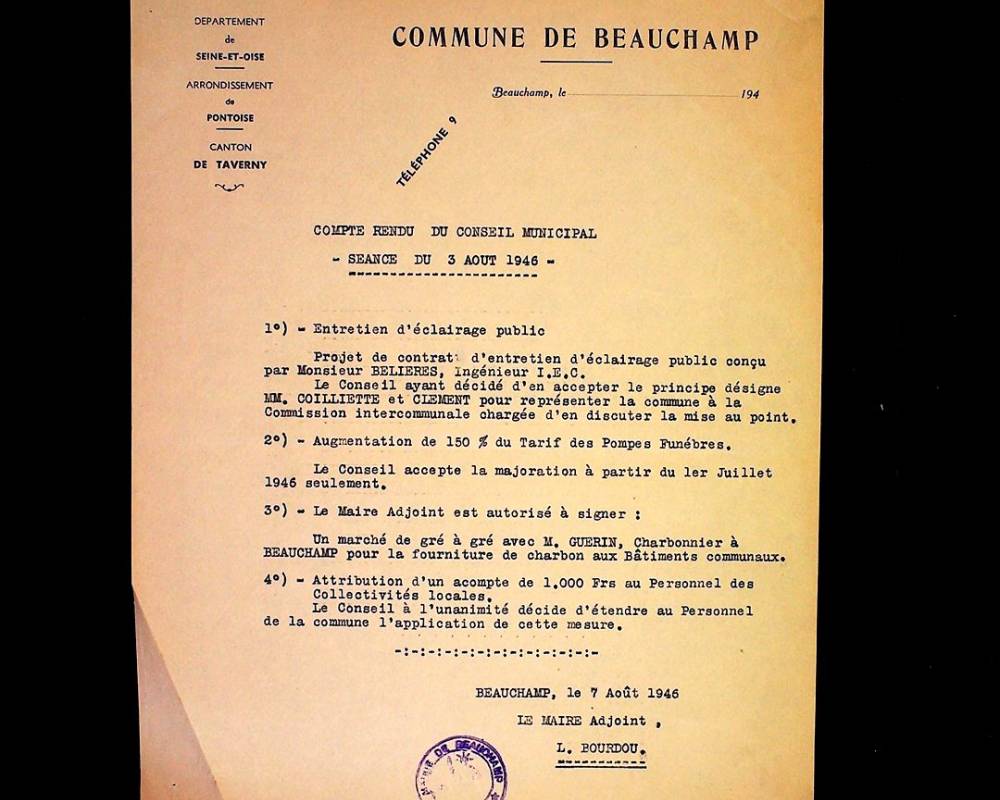 DEPARTEMENT
de
SEINE-ET-OISE
ARRONDISSEMENT
de
PONTOISE
CANTON
DE TAVERNY
COMMUNE DE BEAUCHAMP
Beauchamp, le 194
TÉLÉPHONE 9
COMPTE RENDU DU CONSEIL MUNICIPAL
- SEANCE DU 3 AOUT 1946 -
1°) - Entretien d'éclairage public
Projet de contrat d'entretien d'éclairage public conçu
par Monsieur BELIERES, Ingénieur I.E.C.
Le Conseil ayant décidé d'en accepter le principe désigne
MM. COILLIETTE et CLEMENT pour représenter la commune à la
Commission intercommunale chargée d'en discuter la mise au point.
2°) - Augmentation de 150 % du Tarif des Pompes Funébres.
Le Conseil accepte la majoration à partir du 1er Juillet
1946 seulement.
3°) - Le Maire Adjoint est autorisé à signer :
Un marché de gré à gré avec M. GUERIN, Charbonnier à
BEAUCHAMP pour la fourniture de charbon aux Bâtiments communaux.
4°) - Attribution d'un acompte de 1.000 Frs au Personnel des
Collectivités locales.
Le Conseil à l'unanimité décide d'étendre au Personnel
de la commune l'application de cette mesure.
-:-:-:-:-:-:-:-:-:-:-:-:-
BEAUCHAMP, le 7 Août 1946
LE MAIRE Adjoint ,
L. BOURDOU.
MAIRIE DE BEAUCHAMP